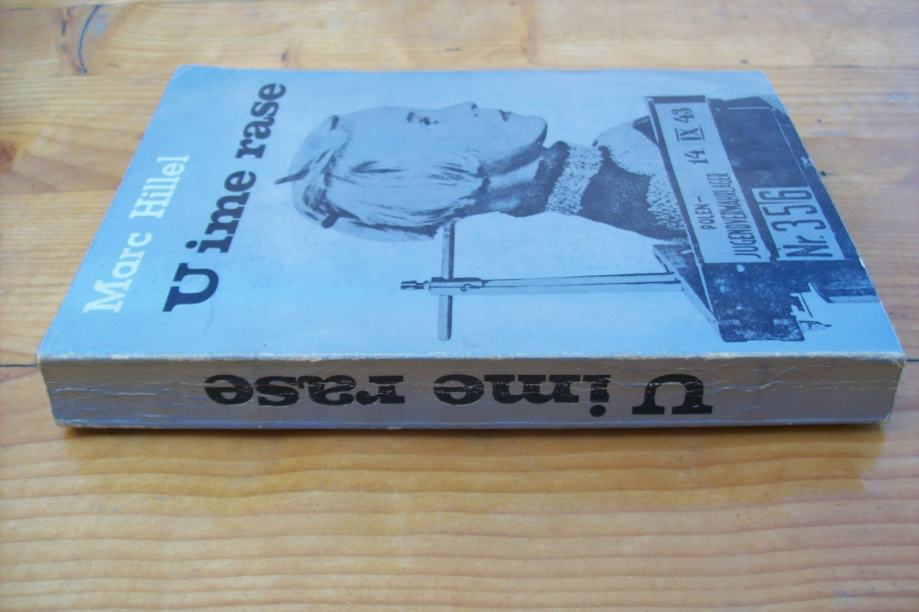 Marc Hillel
U ime rase
POLEN-
JUGENDVERWAHRLAGER
14 IX 43
Nr. 356
U ime rase